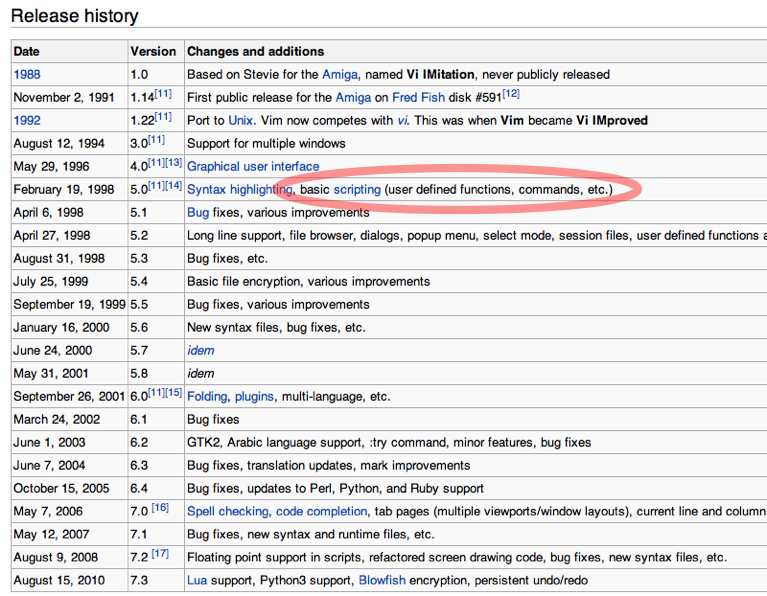 Release history
Date Version Changes and additions
1988 1.0 Based on Stevie for the Amiga, named Vi IMitation, never publicly released
November 2, 1991 1.14[11] First public release for the Amiga on Fred Fish disk #591[12]
1992 1.22[11] Port to Unix. Vim now competes with vi. This was when Vim became Vi IMproved
August 12, 1994 3.0[11] Support for multiple windows
May 29, 1996 4.0[11][13] Graphical user interface
February 19, 1998 5.0[11][14] Syntax highlighting, basic scripting (user defined functions, commands, etc.)
April 6, 1998 5.1 Bug fixes, various improvements
April 27, 1998 5.2 Long line support, file browser, dialogs, popup menu, select mode, session files, user defined functions a
August 31, 1998 5.3 Bug fixes, etc.
July 25, 1999 5.4 Basic file encryption, various improvements
September 19, 1999 5.5 Bug fixes, various improvements
January 16, 2000 5.6 New syntax files, bug fixes, etc.
June 24, 2000 5.7 idem
May 31, 2001 5.8 idem
September 26, 2001 6.0[11][15] Folding, plugins, multi-language, etc.
March 24, 2002 6.1 Bug fixes
June 1, 2003 6.2 GTK2, Arabic language support, :try command, minor features, bug fixes
June 7, 2004 6.3 Bug fixes, translation updates, mark improvements
October 15, 2005 6.4 Bug fixes, updates to Perl, Python, and Ruby support
May 7, 2006 7.0 [16] Spell checking, code completion, tab pages (multiple viewports/window layouts), current line and column
May 12, 2007 7.1 Bug fixes, new syntax and runtime files, etc.
August 9, 2008 7.2 [17] Floating point support in scripts, refactored screen drawing code, bug fixes, new syntax files, etc.
August 15, 2010 7.3 Lua support, Python3 support, Blowfish encryption, persistent undo/redo